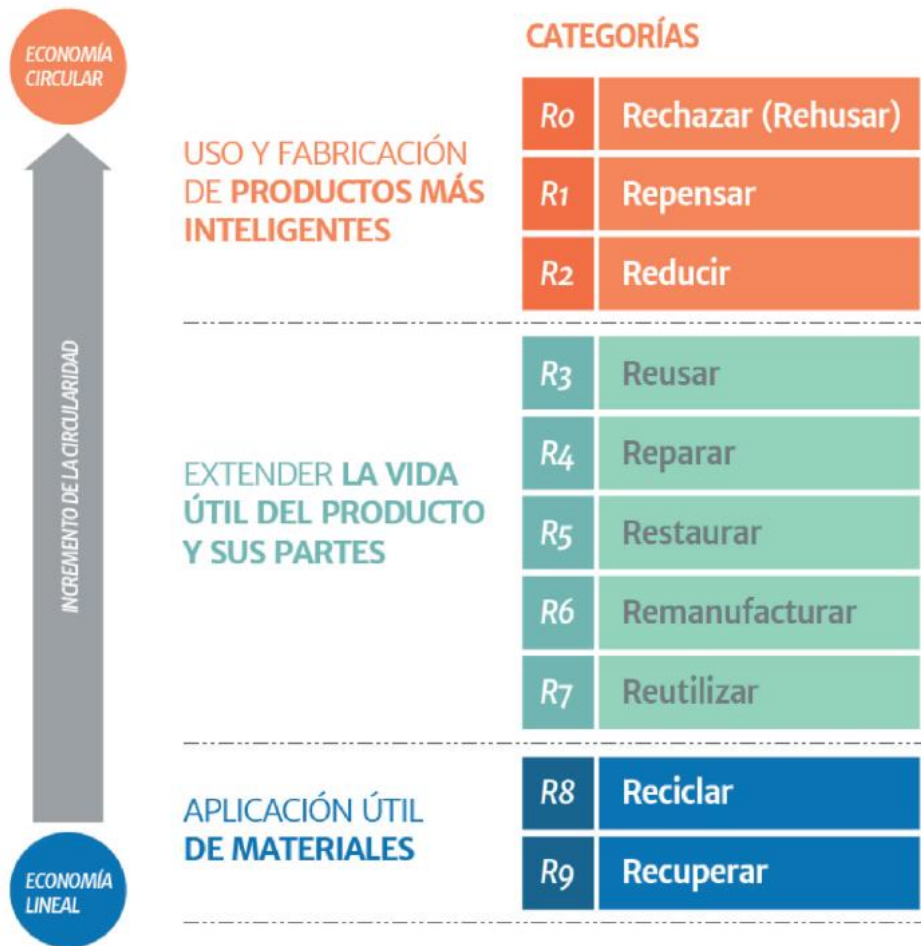 ECONOMÍA
CIRCULAR
INCREMENTO DE LA CIRCULARIDAD
ECONOMÍA
LINEAL
CATEGORÍAS
USO Y FABRICACIÓN
DE PRODUCTOS MÁS
INTELIGENTES
R0 Rechazar (Rehusar)
R1 Repensar
R2 Reducir
EXTENDER LA VIDA
ÚTIL DEL PRODUCTO
Y SUS PARTES
R3 Reusar
R4 Reparar
R5 Restaurar
R6 Remanufacturar
R7 Reutilizar
APLICACIÓN ÚTIL
DE MATERIALES
R8 Reciclar
R9 Recuperar